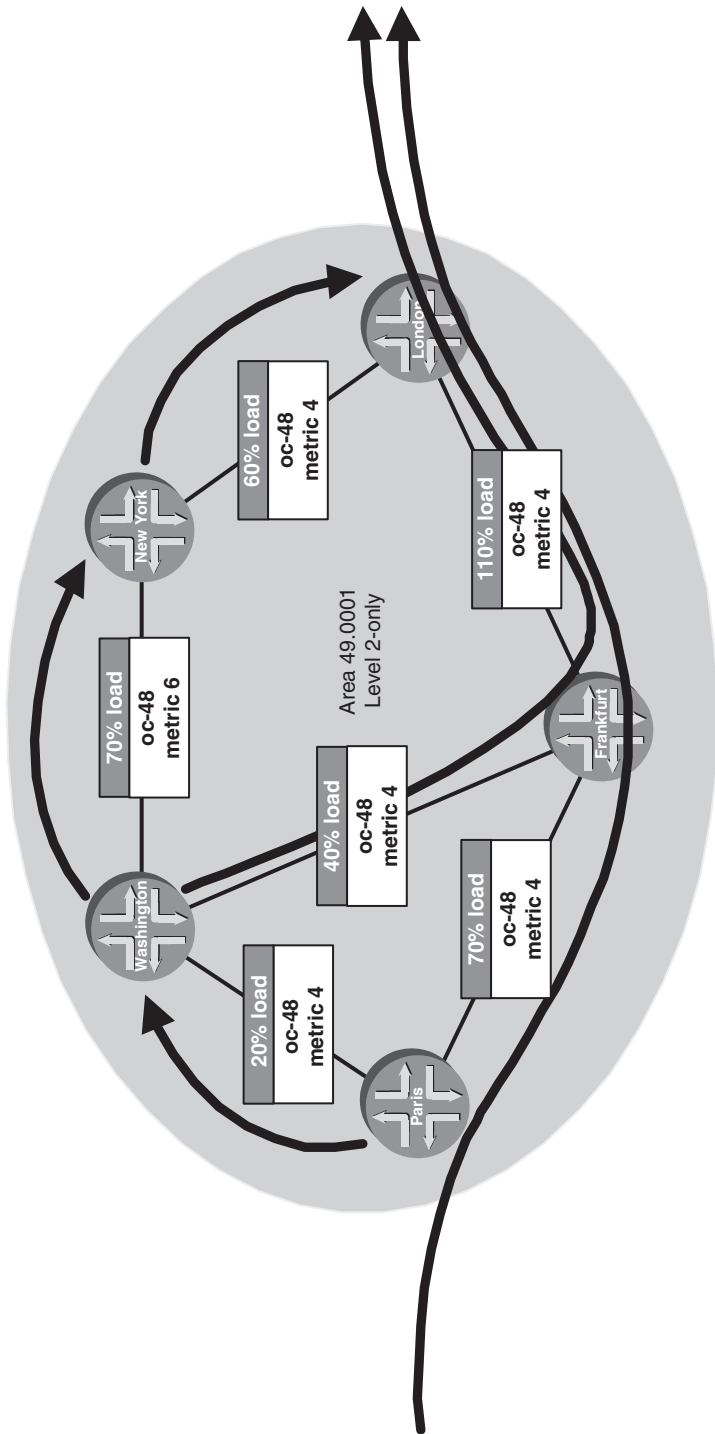 Paris
20% load
oc-48
metric 4
70% load
oc-48
metric 4
Washington
40% load
oc-48
metric 4
Frankfurt
70% load
oc-48
metric 6
Area 49.0001
Level 2-only
New York
60% load
oc-48
metric 4
110% load
oc-48
metric 4
London